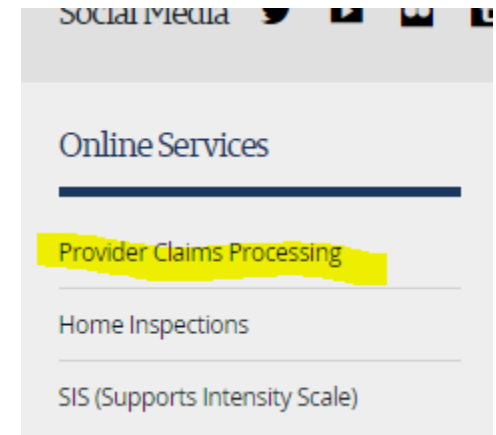 Social Media
Online Services
Provider Claims Processing
Home Inspections
SIS (Supports Intensity Scale)